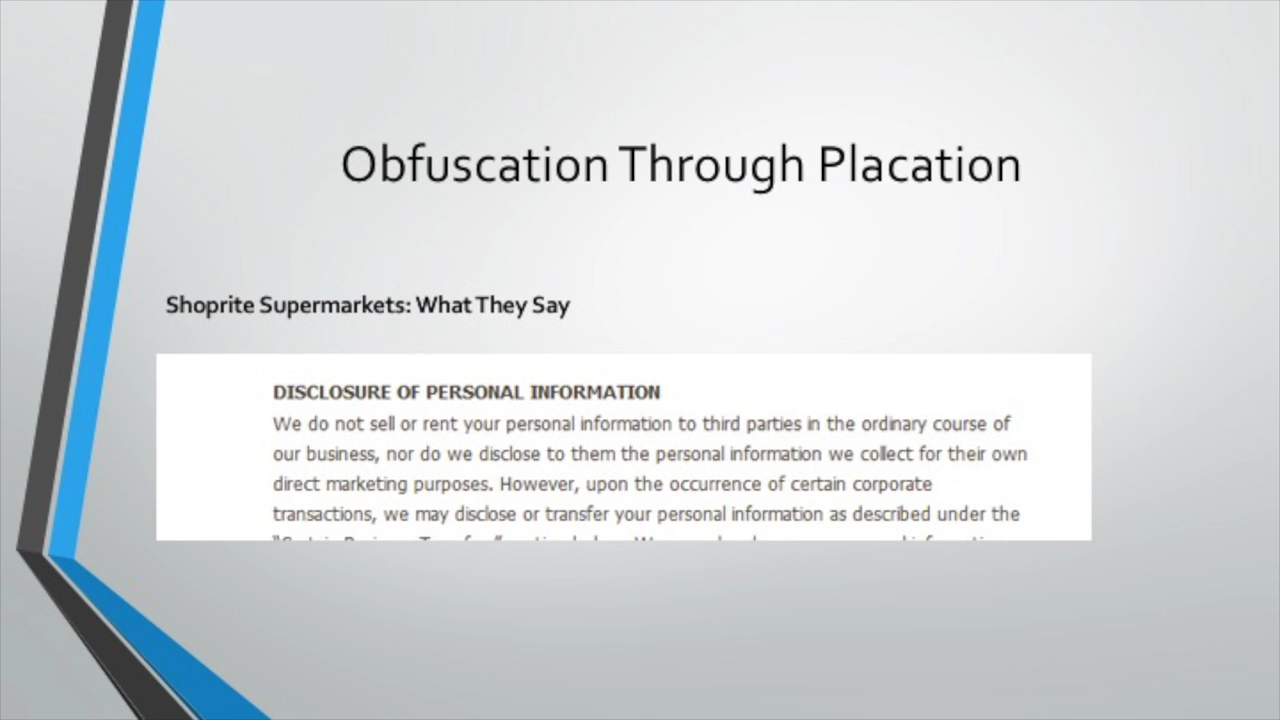 Obfuscation Through Placation
Shoprite Supermarkets: What They Say
DISCLOSURE OF PERSONAL INFORMATION
We do not sell or rent your personal information to third parties in the ordinary course of
our business, nor do we disclose to them the personal information we collect for their own
direct marketing purposes. However, upon the occurrence of certain corporate
transactions, we may disclose or transfer your personal information as described under the